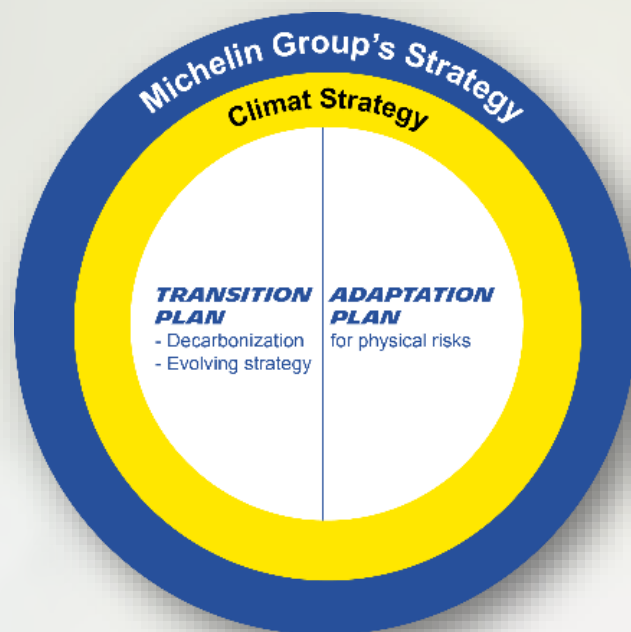 Michelin Group's Strategy
Climat Strategy
TRANSITION
PLAN
- Decarbonization
- Evolving strategy
ADAPTATION
PLAN
for physical risks